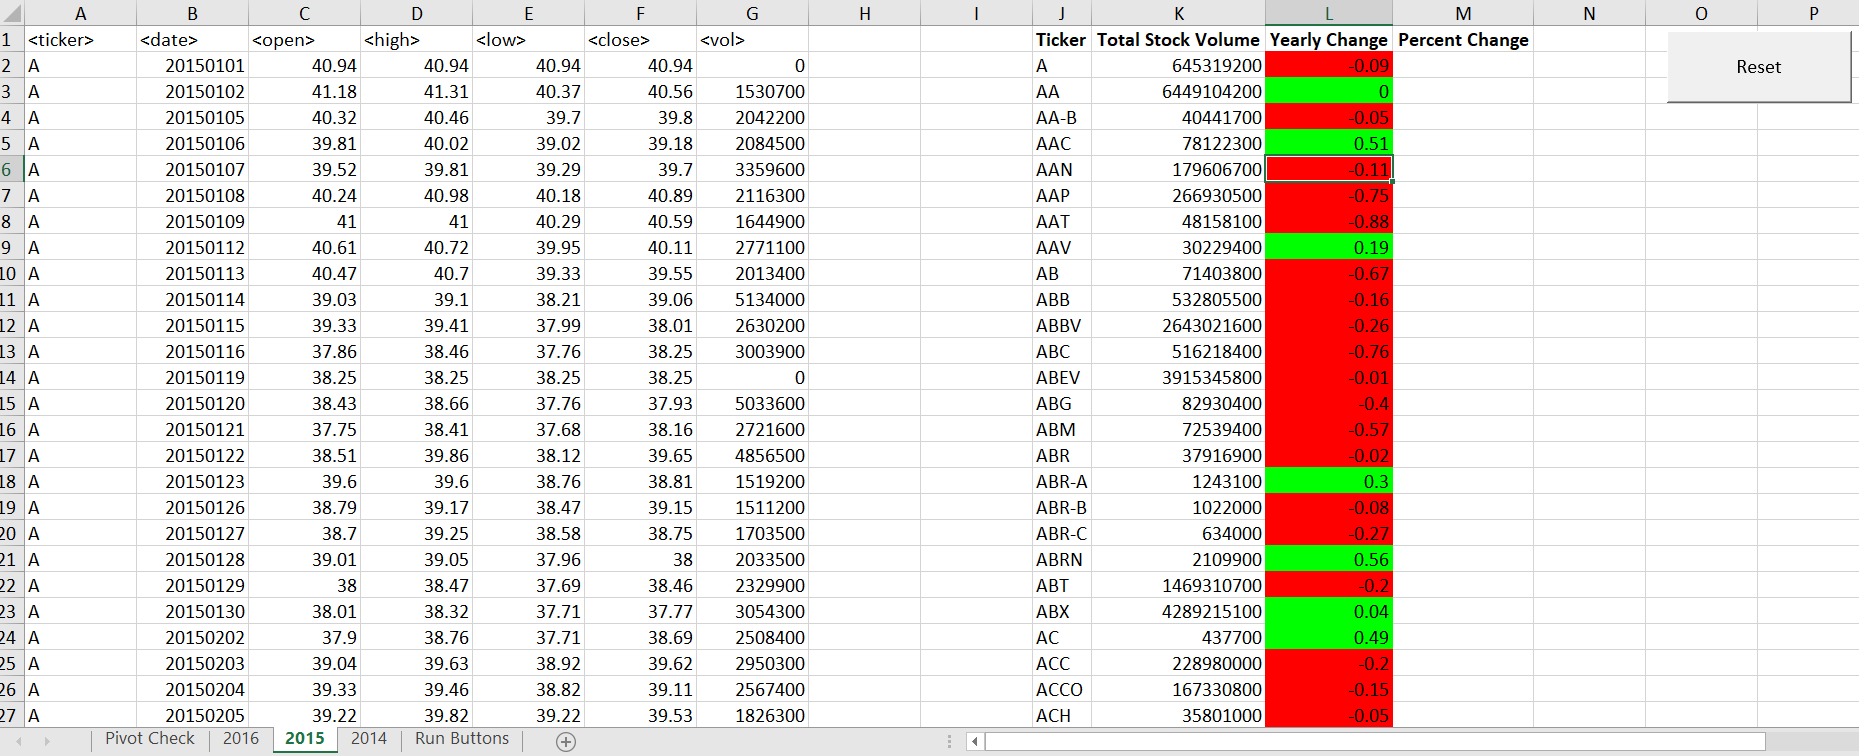 A B C D E F G H I J K L M N O P
1 <ticker> <date> <open> <high> <low> <close> <vol> Ticker Total Stock Volume Yearly Change Percent Change
Reset
2 A 20150101 40.94 40.94 40.94 40.94 0 A 645319200 -0.09
3 A 20150102 41.18 41.31 40.37 40.56 1530700 AA 6449104200 0
4 A 20150105 40.32 40.46 39.7 39.8 2042200 AA-B 40441700 -0.05
5 A 20150106 39.81 40.02 39.02 39.18 2084500 AAC 78122300 0.51
6 A 20150107 39.52 39.81 39.29 39.7 3359600 AAN 179606700 -0.11
7 A 20150108 40.24 40.98 40.18 40.89 2116300 AAP 266930500 -0.75
8 A 20150109 41 41 40.29 40.59 1644900 AAT 48158100 -0.88
9 A 20150112 40.61 40.72 39.95 40.11 2771100 AAV 30229400 0.19
10 A 20150113 40.47 40.7 39.33 39.55 2013400 AB 71403800 -0.67
11 A 20150114 39.03 39.1 38.21 39.06 5134000 ABB 532805500 -0.16
12 A 20150115 39.33 39.41 37.99 38.01 2630200 ABBV 2643021600 -0.26
13 A 20150116 37.86 38.46 37.76 38.25 3003900 ABC 516218400 -0.76
14 A 20150119 38.25 38.25 38.25 38.25 0 ABEV 3915345800 -0.01
15 A 20150120 38.43 38.66 37.76 37.93 5033600 ABG 82930400 -0.4
16 A 20150121 37.75 38.41 37.68 38.16 2721600 ABM 72539400 -0.57
17 A 20150122 38.51 39.86 38.12 39.65 4856500 ABR 37916900 -0.02
18 A 20150123 39.6 39.6 38.76 38.81 1519200 ABR-A 1243100 0.3
19 A 20150126 38.79 39.17 38.47 39.15 1511200 ABR-B 1022000 -0.08
20 A 20150127 38.7 39.25 38.58 38.75 1703500 ABR-C 634000 -0.27
21 A 20150128 39.01 39.05 37.96 38 2033500 ABRN 2109900 0.56
22 A 20150129 38 38.47 37.69 38.46 2329900 ABT 1469310700 -0.2
23 A 20150130 38.01 38.32 37.71 37.77 3054300 ABX 4289215100 0.04
24 A 20150202 37.9 38.76 37.71 38.69 2508400 AC 437700 0.49
25 A 20150203 39.04 39.63 38.92 39.62 2950300 ACC 228980000 -0.2
26 A 20150204 39.33 39.46 38.82 39.11 2567400 ACCO 167330800 -0.15
27 A 20150205 39.22 39.82 39.22 39.53 1826300 ACH 35801000 -0.05
Pivot Check 2016 2015 2014 Run Buttons